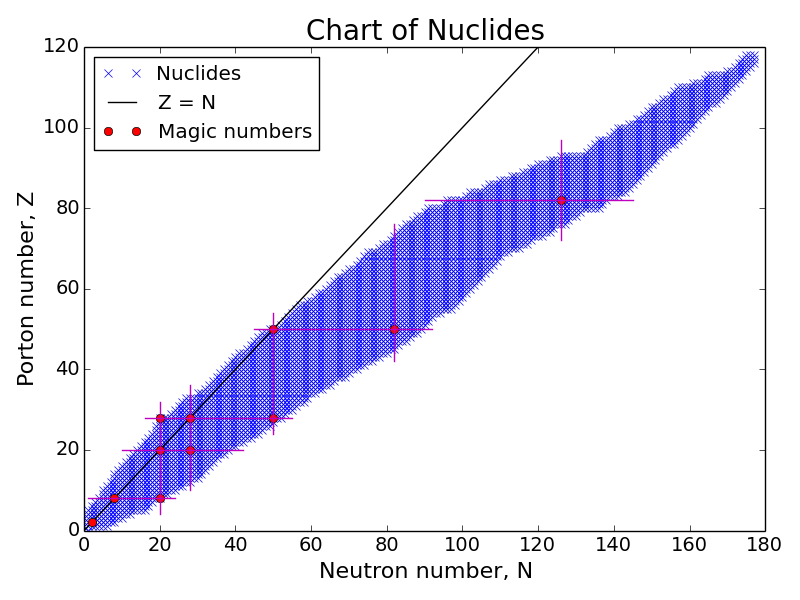 Chart of Nuclides
Nuclides
Z = N
Magic numbers
Porton number, Z
120
100
80
60
40
20
0
0 20 40 60 80 100 120 140 160 180
Neutron number, N